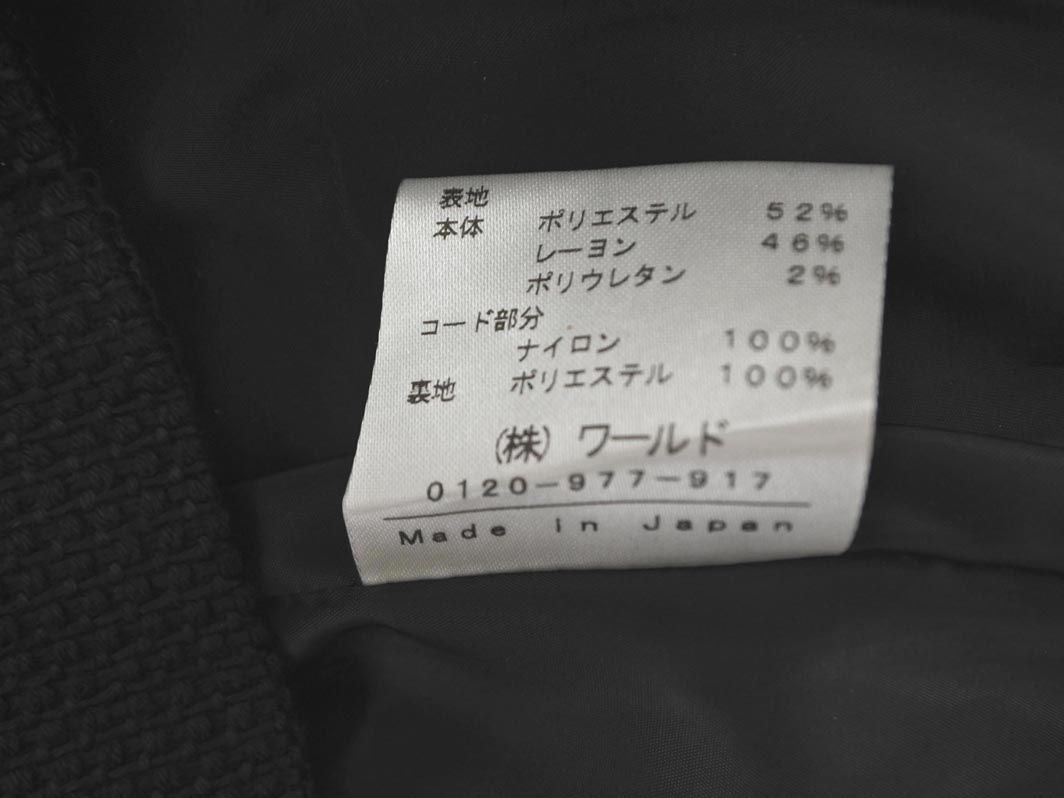 表地
本体 ポリエステル 52%
レーヨン 46%
ポリウレタン 2%
コード部分
ナイロン 100%
裏地 ポリエステル 100%
(株) ワールド
0120-977-917
Made in Japan